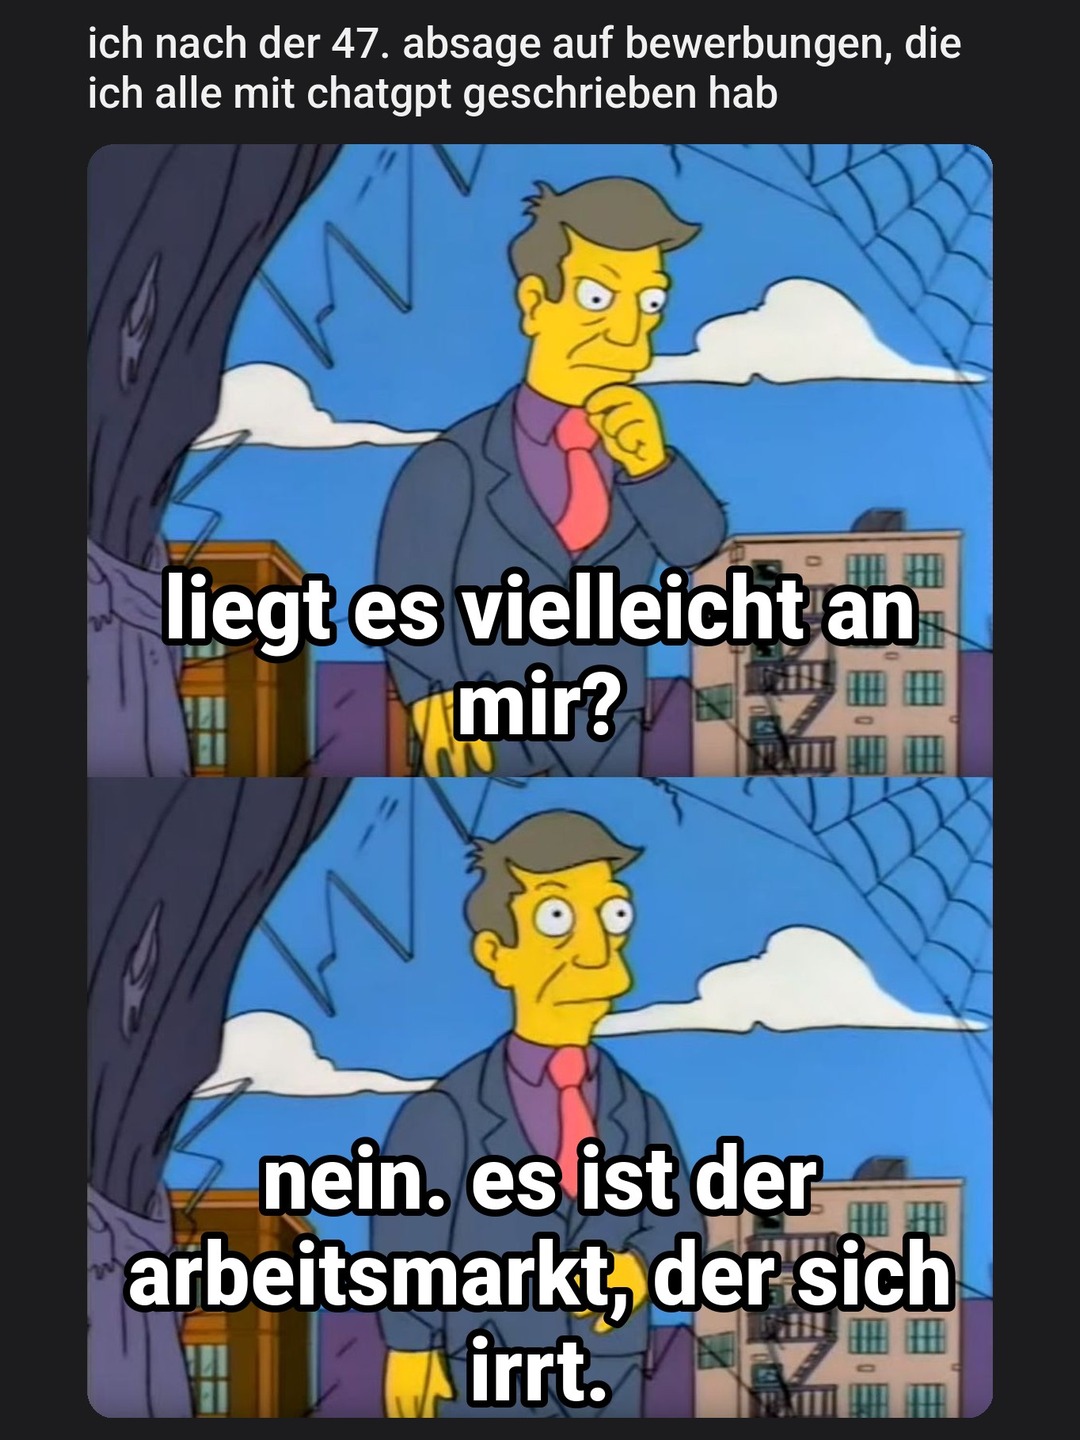 ich nach der 47. absage auf bewerbungen, die
ich alle mit chatgpt geschrieben hab
liegt es vielleicht an
mir?
nein. es ist der
arbeitsmarkt, der sich
irrt.